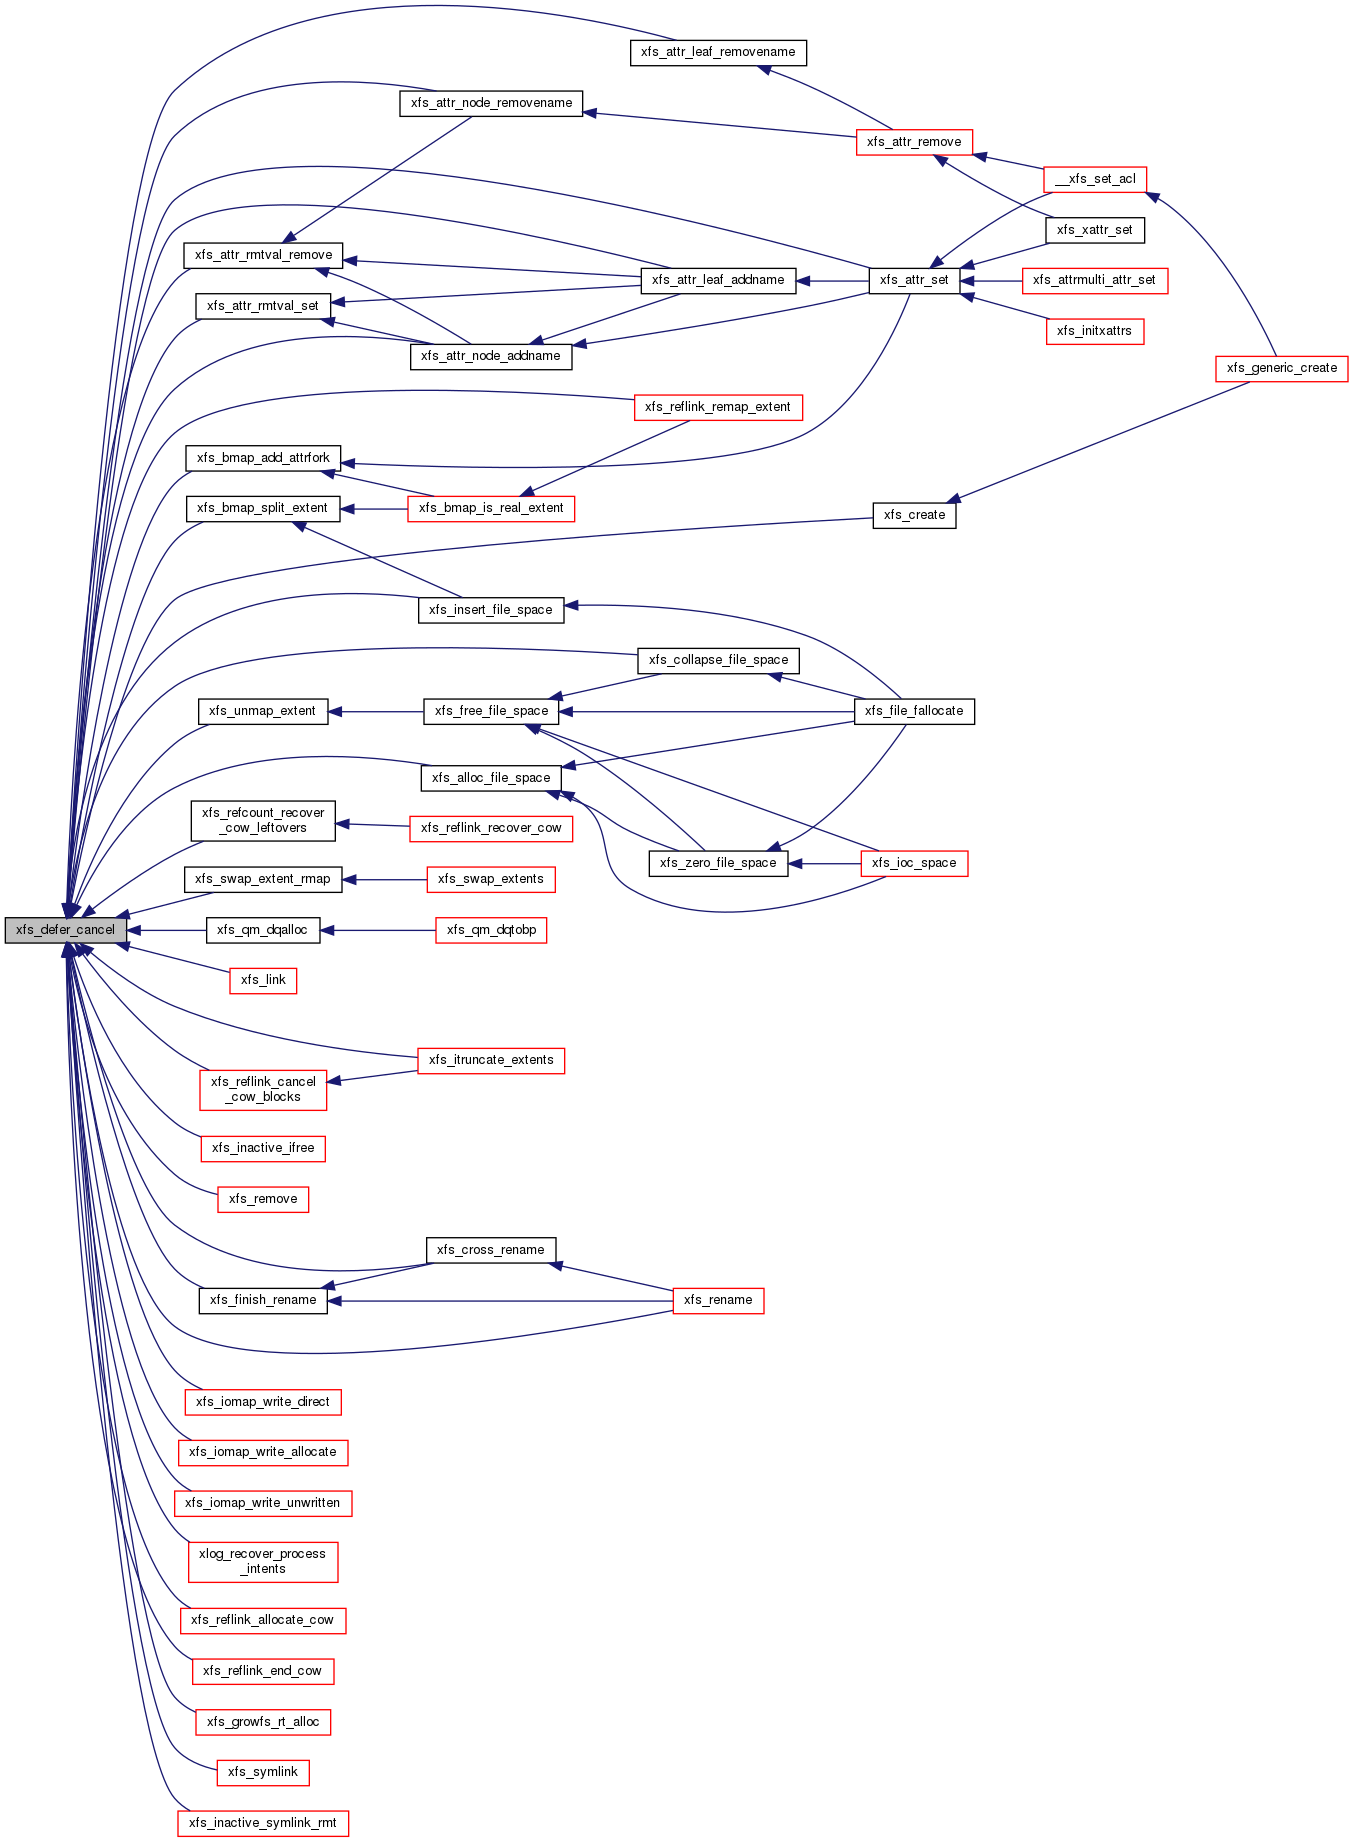 xfs_attr_leaf_removename
xfs_attr_node_removename
xfs_attr_remove
__xfs_set_acl
xfs_xattr_set
xfs_attr_rmtval_remove
xfs_attr_leaf_addname
xfs_attr_set
xfs_attrmulti_attr_set
xfs_attr_rmtval_set
xfs_initxattrs
xfs_attr_node_addname
xfs_generic_create
xfs_reflink_remap_extent
xfs_bmap_add_attrfork
xfs_bmap_split_extent
xfs_bmap_is_real_extent
xfs_create
xfs_insert_file_space
xfs_collapse_file_space
xfs_unmap_extent
xfs_free_file_space
xfs_file_fallocate
xfs_alloc_file_space
xfs_refcount_recover
_cow_leftovers
xfs_reflink_recover_cow
xfs_zero_file_space
xfs_ioc_space
xfs_swap_extent_rmap
xfs_swap_extents
xfs_defer_cancel
xfs_qm_dqalloc
xfs_qm_dqtobp
xfs_link
xfs_itruncate_extents
xfs_reflink_cancel
_cow_blocks
xfs_inactive_ifree
xfs_remove
xfs_cross_rename
xfs_finish_rename
xfs_rename
xfs_iomap_write_direct
xfs_iomap_write_allocate
xfs_iomap_write_unwritten
xlog_recover_process
_intents
xfs_reflink_allocate_cow
xfs_reflink_end_cow
xfs_growfs_rt_alloc
xfs_symlink
xfs_inactive_symlink_rmt